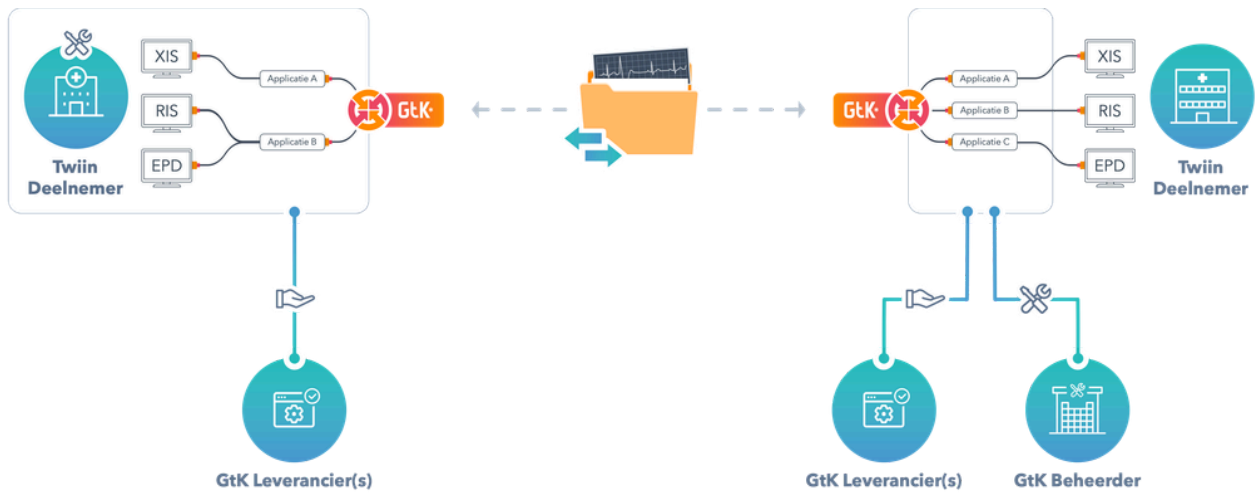 XIS
RIS
EPD
Applicatie A
Applicatie B
GtK
Twiin
Deelnemer
GtK
Applicatie A
Applicatie B
Applicatie C
XIS
RIS
EPD
Twiin
Deelnemer
GtK Leverancier(s)
GtK Leverancier(s)
GtK Beheerder